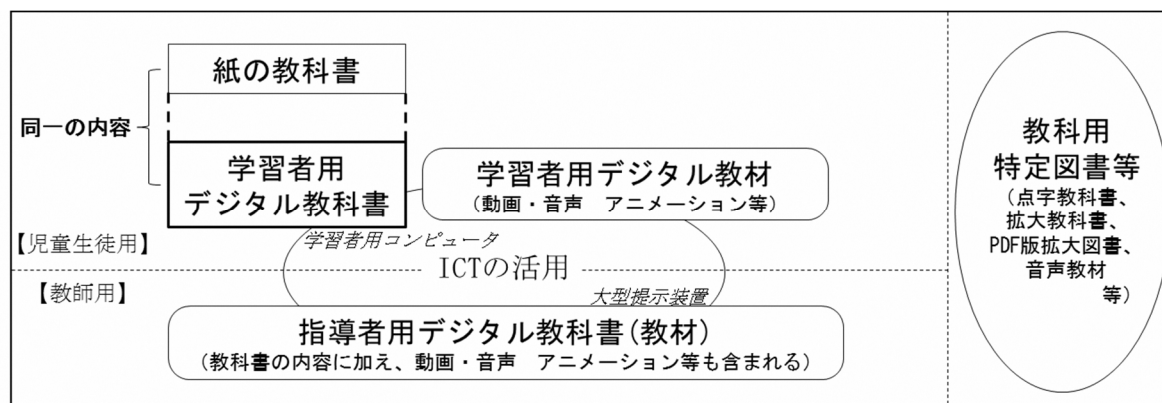 紙の教科書
同一の内容
学習者用
デジタル教科書
学習者用デジタル教材
(動画・音声　アニメーション等)
【児童生徒用】
学習者用コンピュータ
ICTの活用
【教師用】
大型提示装置
指導者用デジタル教科書(教材)
(教科書の内容に加え、動画・音声　アニメーション等も含まれる)
教科用
特定図書等
(点字教科書、
拡大教科書、
PDF版拡大図書、
音声教材
等)